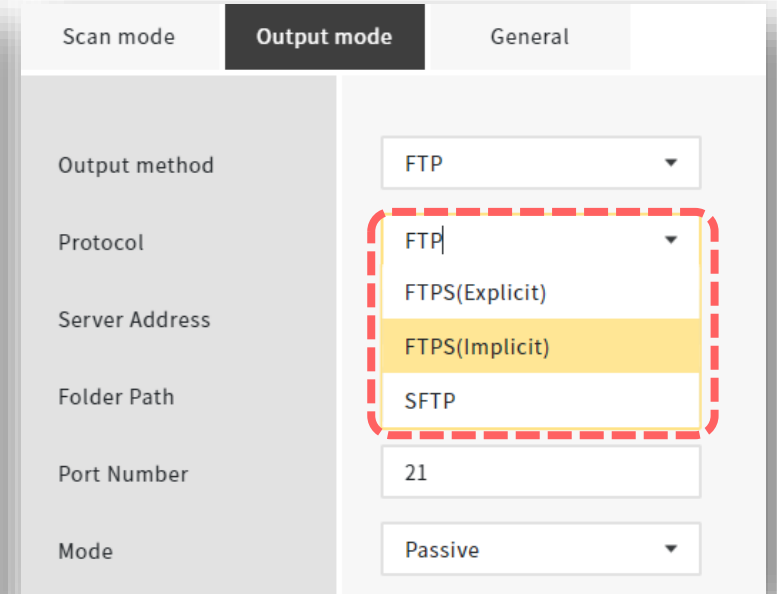 Scan mode
Output mode
General
Output method
FTP
Protocol
FTP
FTPS(Explicit)
FTPS(Implicit)
SFTP
Server Address
Folder Path
Port Number
21
Mode
Passive